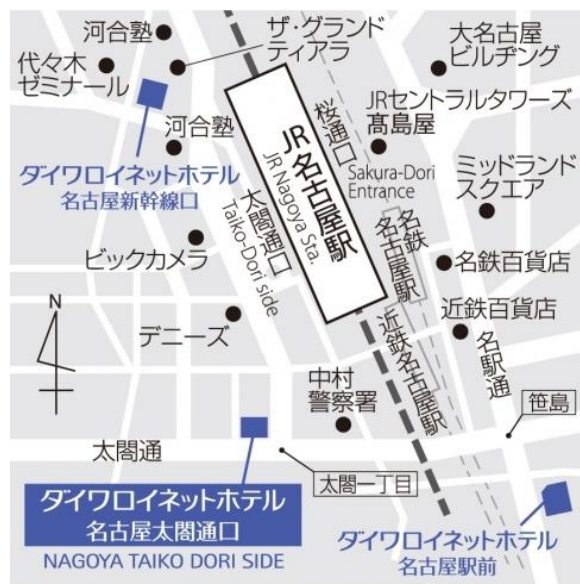 河合塾
代々木
ゼミナール
ザ・グランド
ティアラ
大名古屋
ビルヂング
河合塾
ダイワロイネットホテル
名古屋新幹線口
JR名古屋駅
JR Nagoya Sta.
桜通口
Sakura-Dori
Entrance
JRセントラルタワーズ
髙島屋
ミッドランド
スクエア
太閤通口
Taiko-Dori side
ビックカメラ
名鉄
名古屋駅
名鉄百貨店
N
デニーズ
近鉄名古屋駅
近鉄百貨店
名駅通
中村
警察署
笹島
太閤通
太閤一丁目
ダイワロイネットホテル
名古屋太閤通口
NAGOYA TAIKO DORI SIDE
ダイワロイネットホテル
名古屋駅前